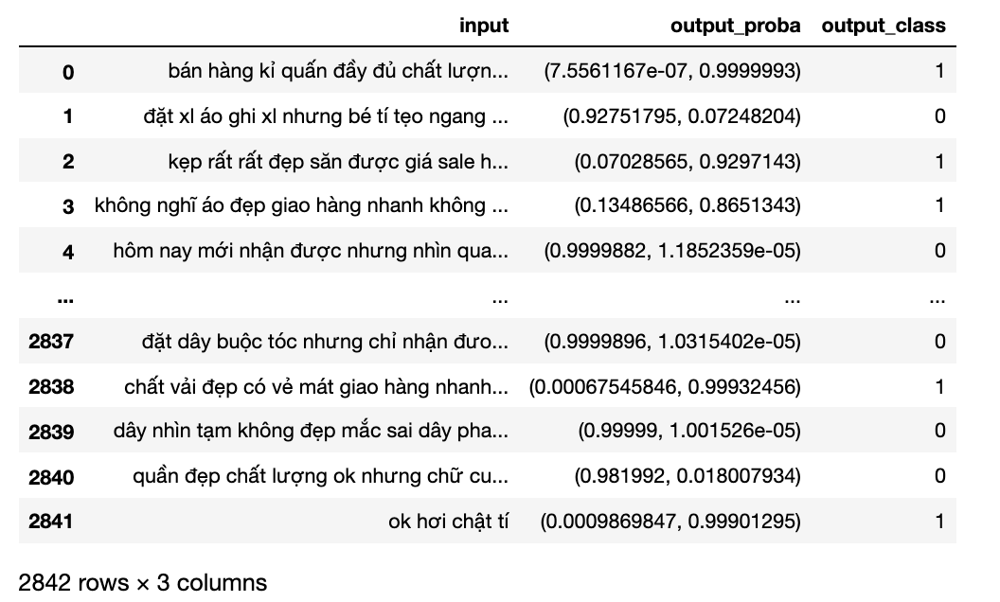 input output_proba output_class
0 bán hàng kỉ quấn đầy đủ chất lượn... (7.5561167e-07, 0.9999993) 1
1 đặt xl áo ghi xl nhưng bé tí tẹo ngang ... (0.92751795, 0.07248204) 0
2 kẹp rất rất đẹp săn được giá sale h... (0.07028565, 0.9297143) 1
3 không nghĩ áo đẹp giao hàng nhanh không ... (0.13486566, 0.8651343) 1
4 hôm nay mới nhận được nhưng nhìn qua... (0.9999882, 1.1852359e-05) 0
... ... ... ...
2837 đặt dây buộc tóc nhưng chỉ nhận đươ... (0.9999896, 1.0315402e-05) 0
2838 chất vải đẹp có vẻ mát giao hàng nhanh... (0.00067545846, 0.99932456) 1
2839 dây nhìn tạm không đẹp mắc sai dây pha... (0.99999, 1.001526e-05) 0
2840 quần đẹp chất lượng ok nhưng chữ cu... (0.981992, 0.018007934) 0
2841 ok hơi chật tí (0.0009869847, 0.99901295) 1
2842 rows × 3 columns